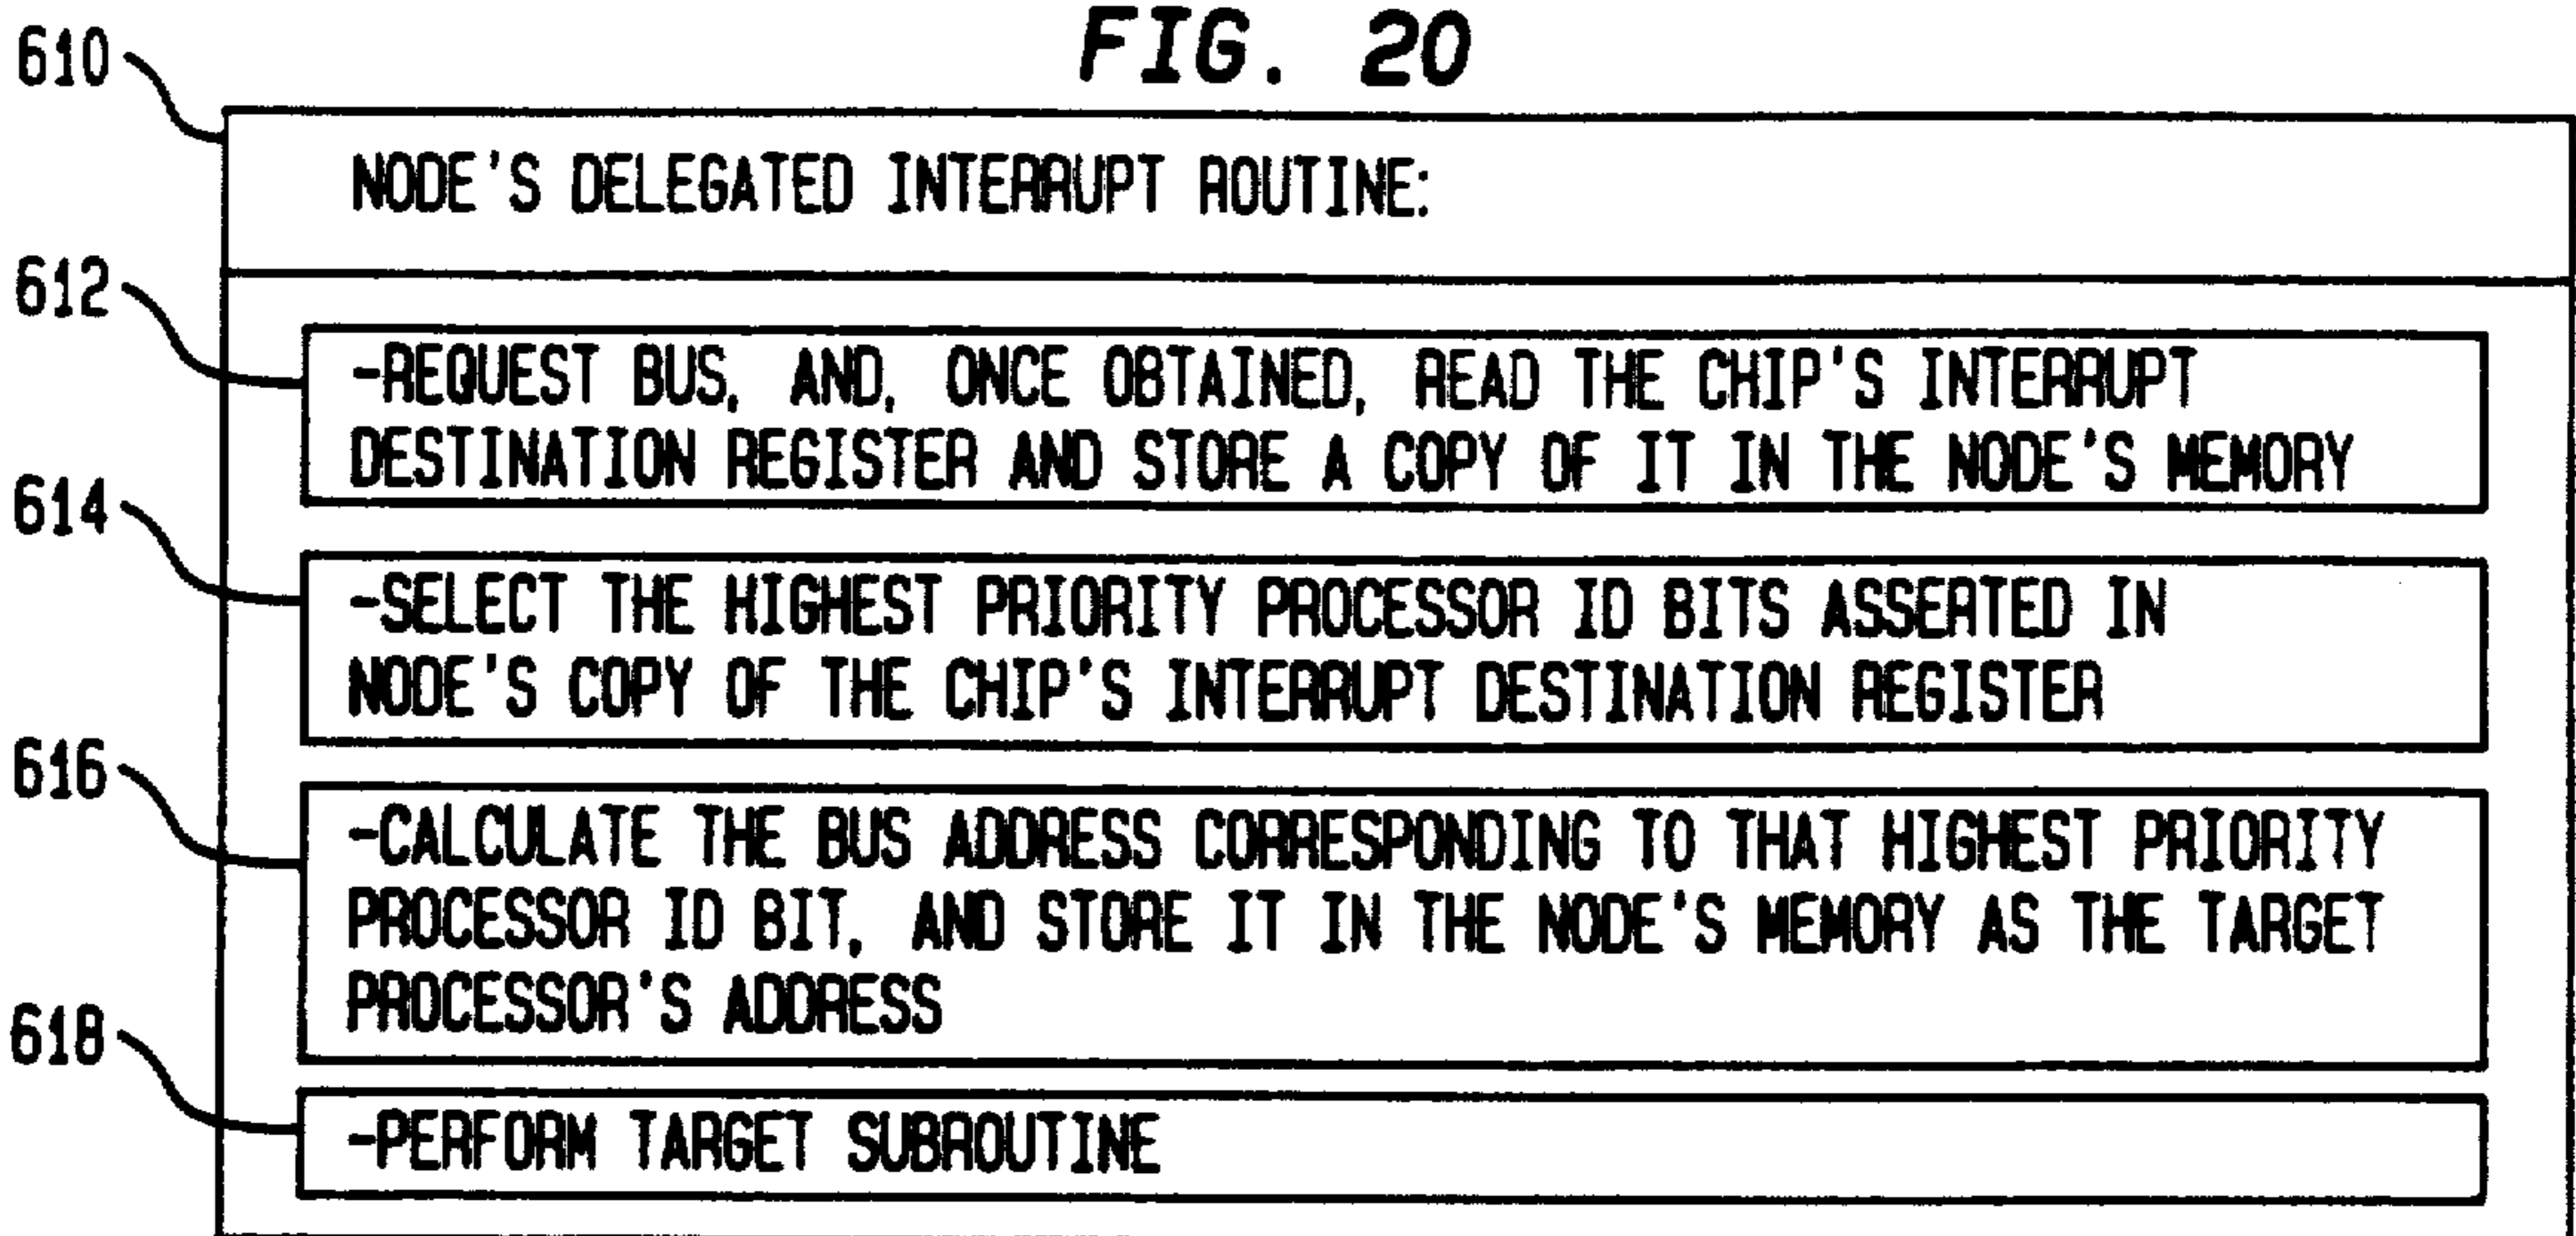 FIG. 20
610
NODE'S DELEGATED INTERRUPT ROUTINE:
612
-REQUEST BUS, AND, ONCE OBTAINED, READ THE CHIP'S INTERRUPT
DESTINATION REGISTER AND STORE A COPY OF IT IN THE NODE'S MEMORY
614
-SELECT THE HIGHEST PRIORITY PROCESSOR ID BITS ASSERTED IN
NODE'S COPY OF THE CHIP'S INTERRUPT DESTINATION REGISTER
616
-CALCULATE THE BUS ADDRESS CORRESPONDING TO THAT HIGHEST PRIORITY
PROCESSOR ID BIT, AND STORE IT IN THE NODE'S MEMORY AS THE TARGET
PROCESSOR'S ADDRESS
618
-PERFORM TARGET SUBROUTINE